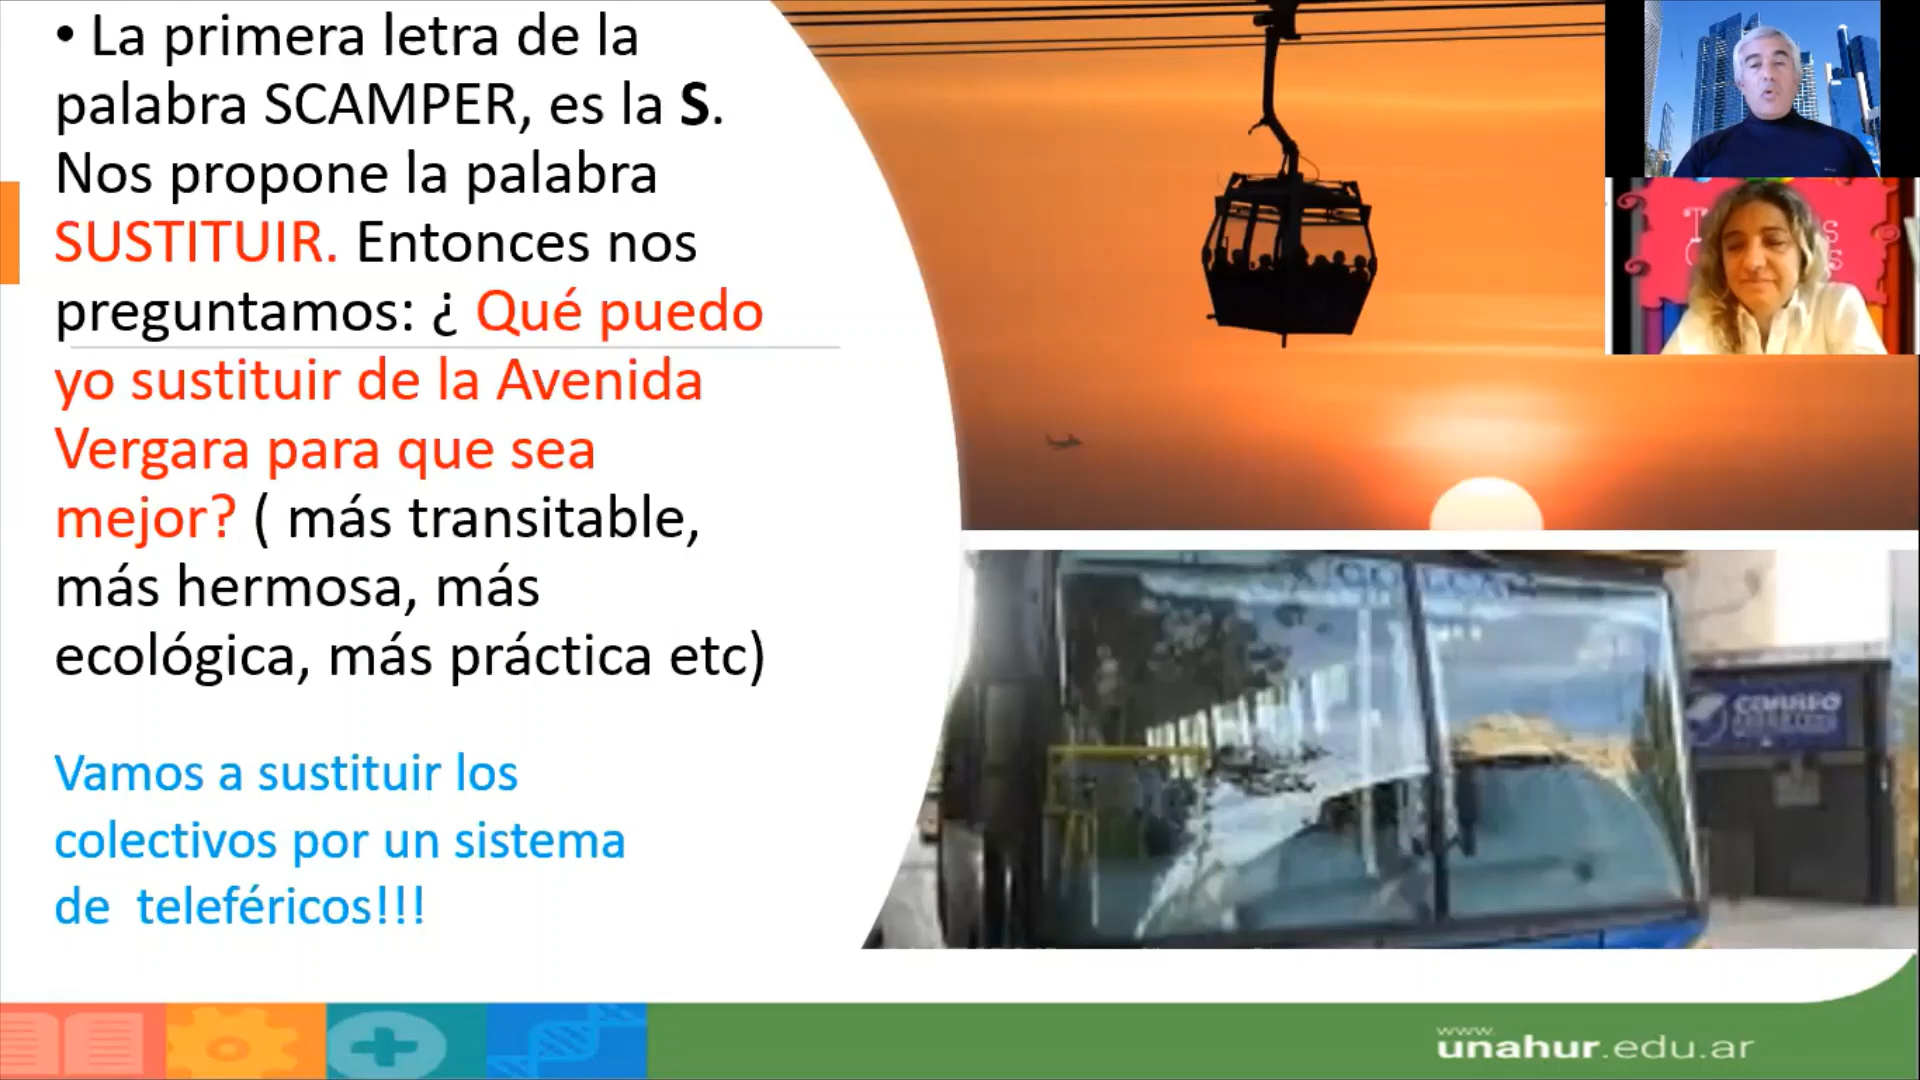 • La primera letra de la
palabra SCAMPER, es la S.
Nos propone la palabra
SUSTITUIR. Entonces nos
preguntamos: ¿ Qué puedo
yo sustituir de la Avenida
Vergara para que sea
mejor? ( más transitable,
más hermosa, más
ecológica, más práctica etc)
Vamos a sustituir los
colectivos por un sistema
de teleféricos!!!
CORREO
www.
unahur.edu.ar